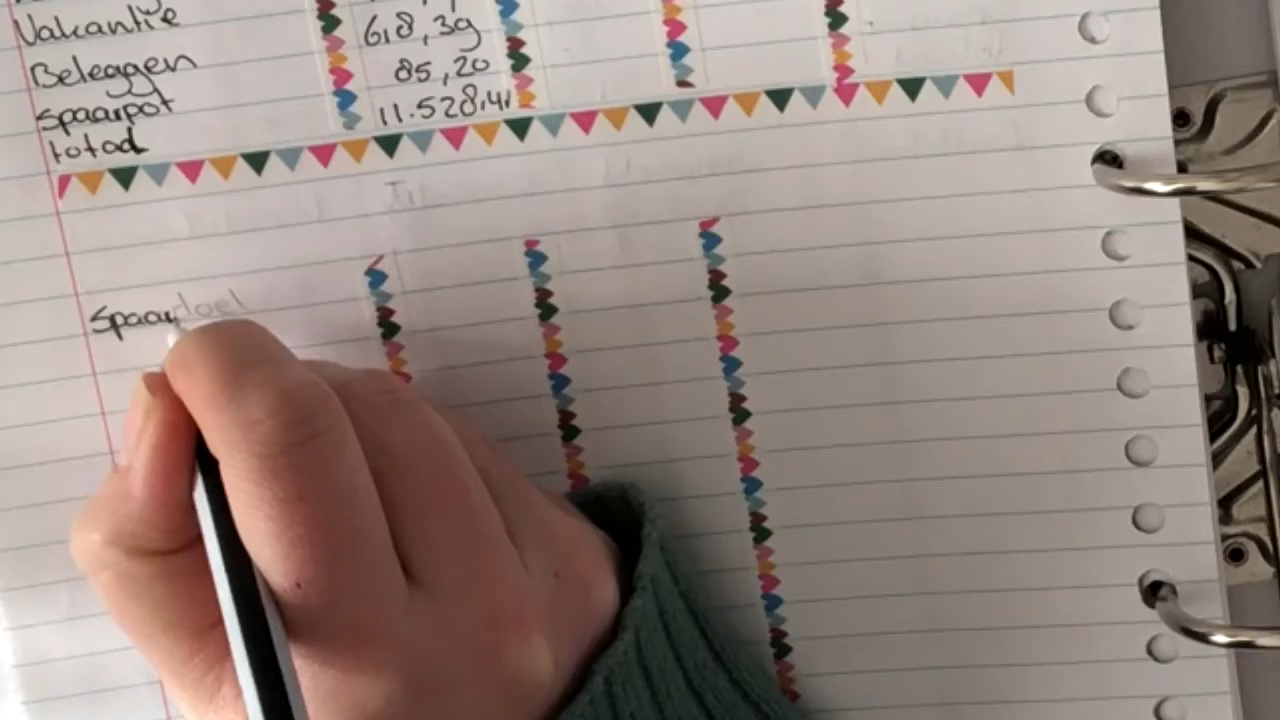 Vakantie 618,39
Beleggen 85,20
Spaarpot 11.528,41
totaal
Spaardoel